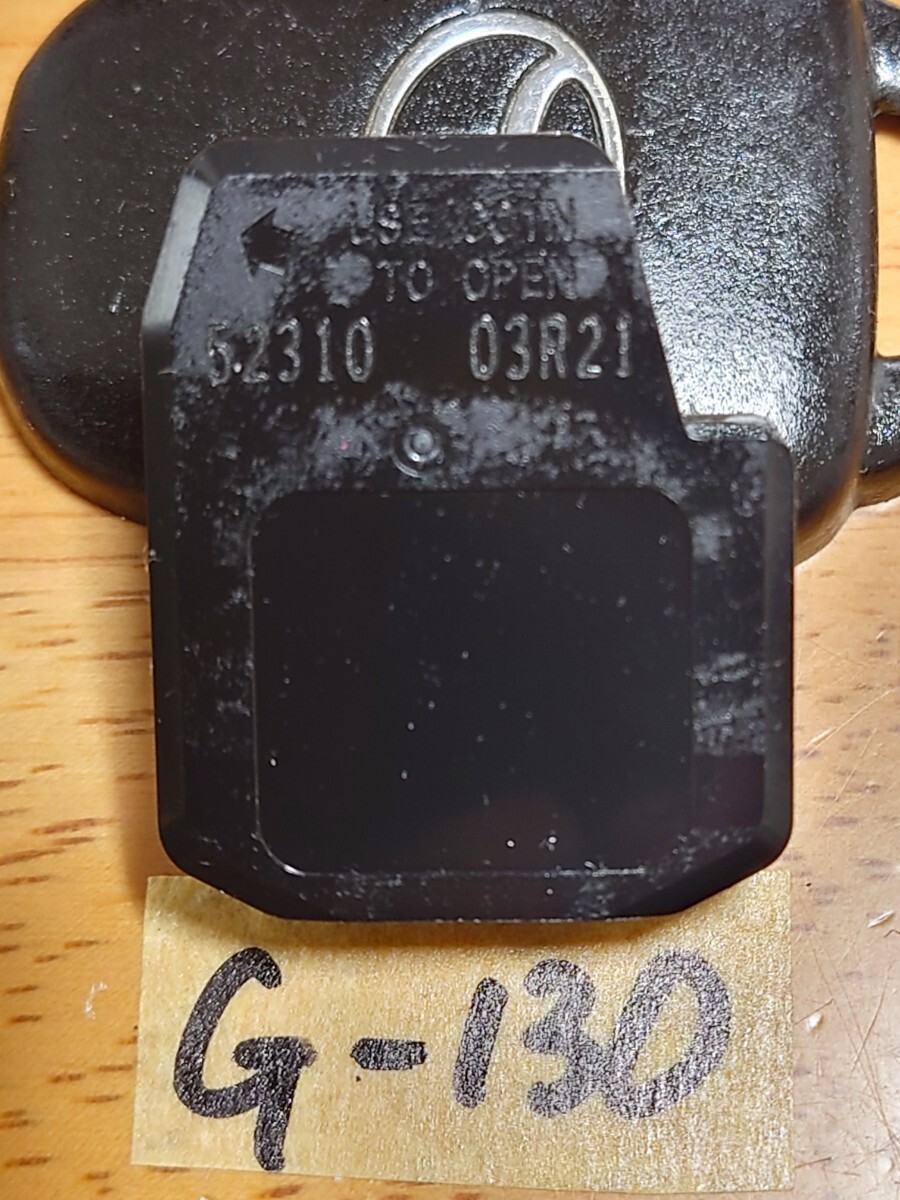 USE COIN
TO OPEN
52310 03R21
G-130